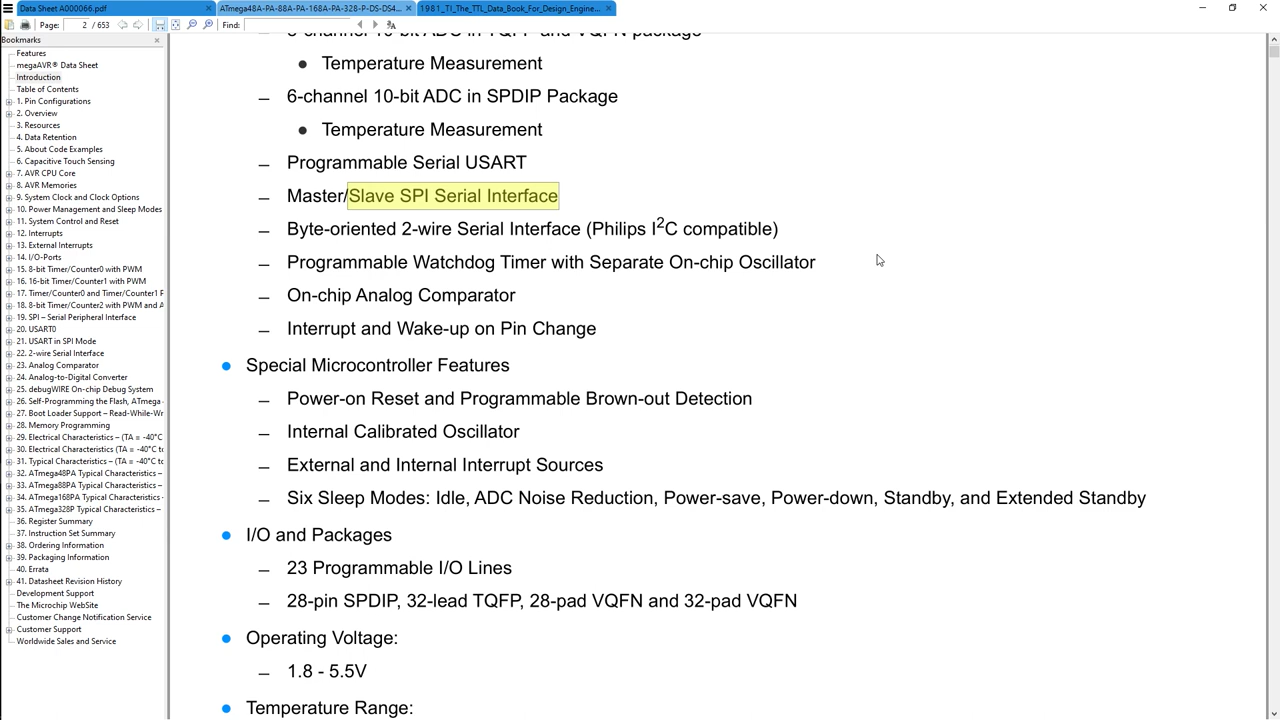 Data Sheet A000066.pdf
ATmega48A-PA-88A-PA-168A-PA-328-P-DS-DS4...
1981_TI_The_TTL_Data_Book_For_Design_Engine...
Page: 2 / 653
Find:
Bookmarks
Features
megaAVR® Data Sheet
Introduction
Table of Contents
1. Pin Configurations
2. Overview
3. Resources
4. Data Retention
5. About Code Examples
6. Capacitive Touch Sensing
7. AVR CPU Core
8. AVR Memories
9. System Clock and Clock Options
10. Power Management and Sleep Modes
11. System Control and Reset
12. Interrupts
13. External Interrupts
14. I/O-Ports
15. 8-bit Timer/Counter0 with PWM
16. 16-bit Timer/Counter1 with PWM
17. Timer/Counter0 and Timer/Counter1 P
18. 8-bit Timer/Counter2 with PWM and A
19. SPI – Serial Peripheral Interface
20. USART0
21. USART in SPI Mode
22. 2-wire Serial Interface
23. Analog Comparator
24. Analog-to-Digital Converter
25. debugWIRE On-chip Debug System
26. Self-Programming the Flash, ATmega
27. Boot Loader Support – Read-While-Wr
28. Memory Programming
29. Electrical Characteristics – (TA = -40°C
30. Electrical Characteristics (TA = -40°C to
31. Typical Characteristics – (TA = -40°C to
32. ATmega48PA Typical Characteristics –
33. ATmega88PA Typical Characteristics –
34. ATmega168PA Typical Characteristics
35. ATmega328P Typical Characteristics –
36. Register Summary
37. Instruction Set Summary
38. Ordering Information
39. Packaging Information
40. Errata
41. Datasheet Revision History
Development Support
The Microchip WebSite
Customer Change Notification Service
Customer Support
Worldwide Sales and Service
8-channel 10-bit ADC in TQFP and VQFN package
● Temperature Measurement
– 6-channel 10-bit ADC in SPDIP Package
● Temperature Measurement
– Programmable Serial USART
– Master/Slave SPI Serial Interface
– Byte-oriented 2-wire Serial Interface (Philips I²C compatible)
– Programmable Watchdog Timer with Separate On-chip Oscillator
– On-chip Analog Comparator
– Interrupt and Wake-up on Pin Change
● Special Microcontroller Features
– Power-on Reset and Programmable Brown-out Detection
– Internal Calibrated Oscillator
– External and Internal Interrupt Sources
– Six Sleep Modes: Idle, ADC Noise Reduction, Power-save, Power-down, Standby, and Extended Standby
● I/O and Packages
– 23 Programmable I/O Lines
– 28-pin SPDIP, 32-lead TQFP, 28-pad VQFN and 32-pad VQFN
● Operating Voltage:
– 1.8 - 5.5V
● Temperature Range: